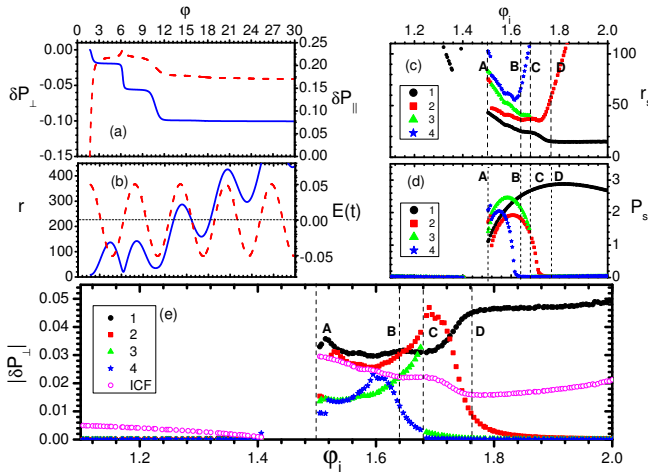 φ
0 3 6 9 12 15 18 21 24 27 30
0.00
-0.05
-0.10
-0.15
δP⊥
(a)
0.25
0.20
0.15
0.10
0.05
0.00
δP∥
400
300
200
100
0
r
(b)
0.05
0.00
-0.05
E(t)
φi
1.2 1.4 1.6 1.8 2.0
(c)
A B C D
1
2
3
4
100
50
0
rs
(d)
A B C D
1
2
3
4
3
2
1
0
Ps
0.05
0.04
0.03
0.02
0.01
0.00
|δP⊥|
(e)
1
2
3
4
ICF
A B C D
1.2 1.4 1.6 1.8 2.0
φi